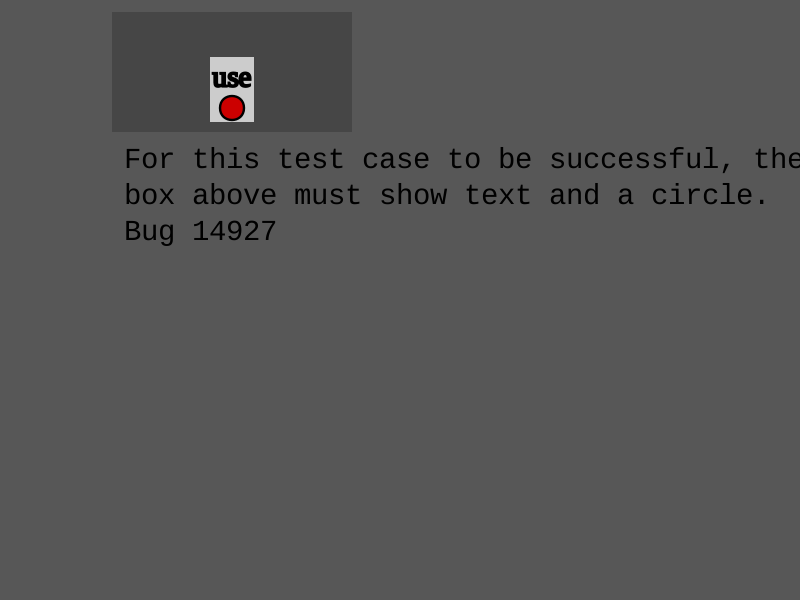 use
For this test case to be successful, the
box above must show text and a circle.
Bug 14927